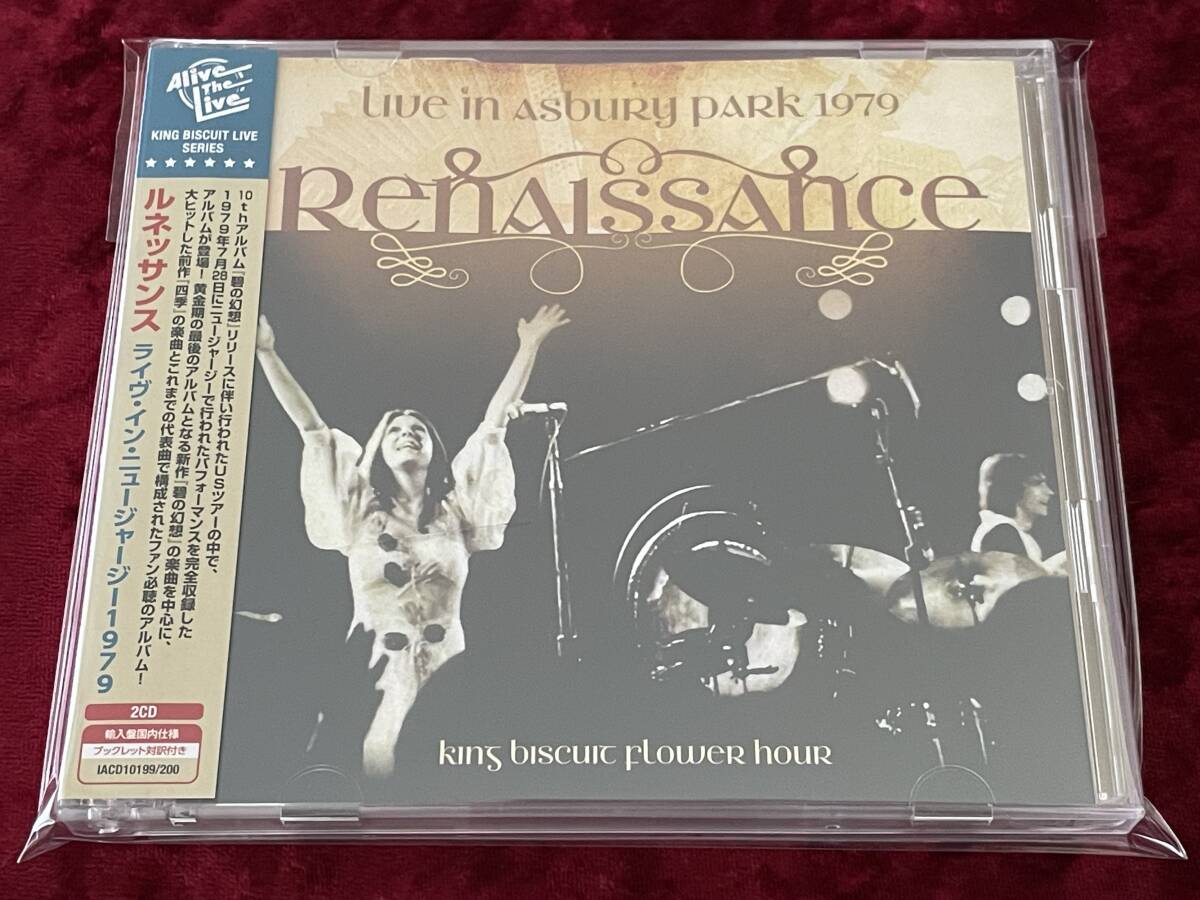 Alive The Live
KING BISCUIT LIVE
SERIES
Live in Asbury Park 1979
Renaissance
king biscuit flower hour
10thアルバム『碧の幻想』リリースに伴い行われたUSツアーの中で、
1979年7月28日にニュージャージーで行われたパフォーマンスを完全収録した
アルバムが登場!黄金期の最後のアルバムとなる新作『碧の幻想』の楽曲を中心に、
大ヒットした前作『四季』の楽曲とこれまでの代表曲で構成されたファン必聴のアルバム!
ルネッサンス ライヴ・イン・ニュージャージー1979
2CD
輸入盤国内仕様
ブックレット対訳付き
IACD10199/200